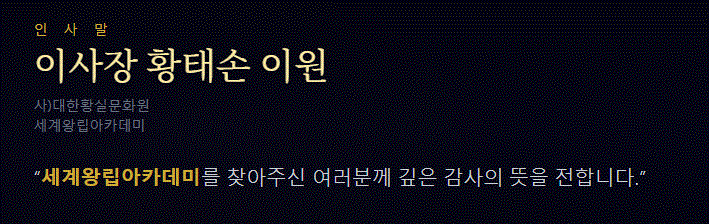 인 사 말
이사장 황태손 이원
사)대한황실문화원
세계왕립아카데미
“세계왕립아카데미를 찾아주신 여러분께 깊은 감사의 뜻을 전합니다.”